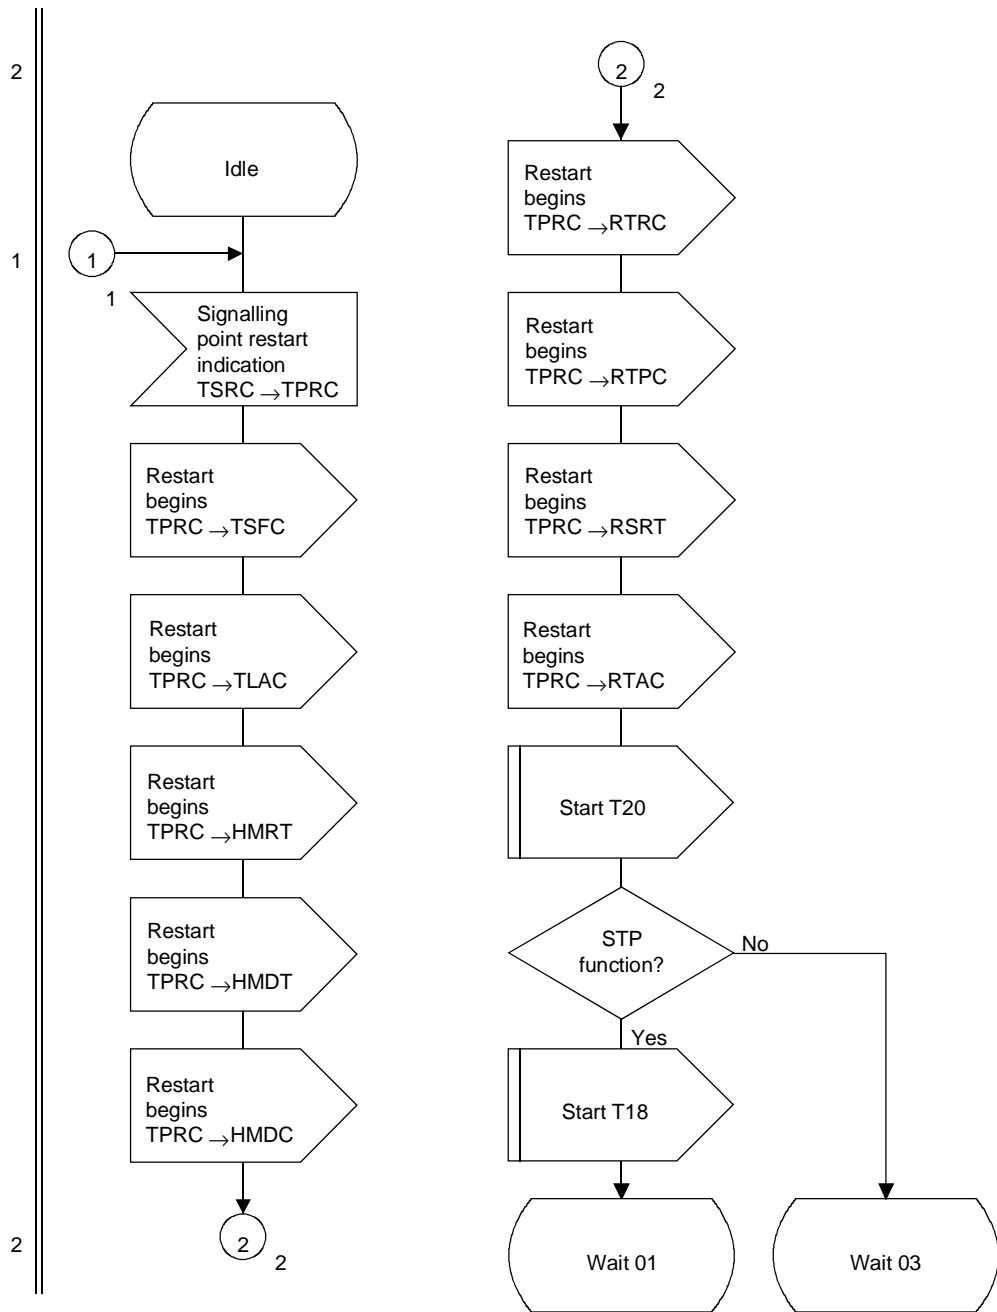 2
1
2
Idle
1
1
Signalling
point restart
indication
TSRC →TPRC
Restart
begins
TPRC →TSFC
Restart
begins
TPRC →TLAC
Restart
begins
TPRC →HMRT
Restart
begins
TPRC →HMDT
Restart
begins
TPRC →HMDC
2
2
2
2
Restart
begins
TPRC →RTRC
Restart
begins
TPRC →RTPC
Restart
begins
TPRC →RSRT
Restart
begins
TPRC →RTAC
Start T20
STP
function?
No
Yes
Start T18
Wait 01
Wait 03